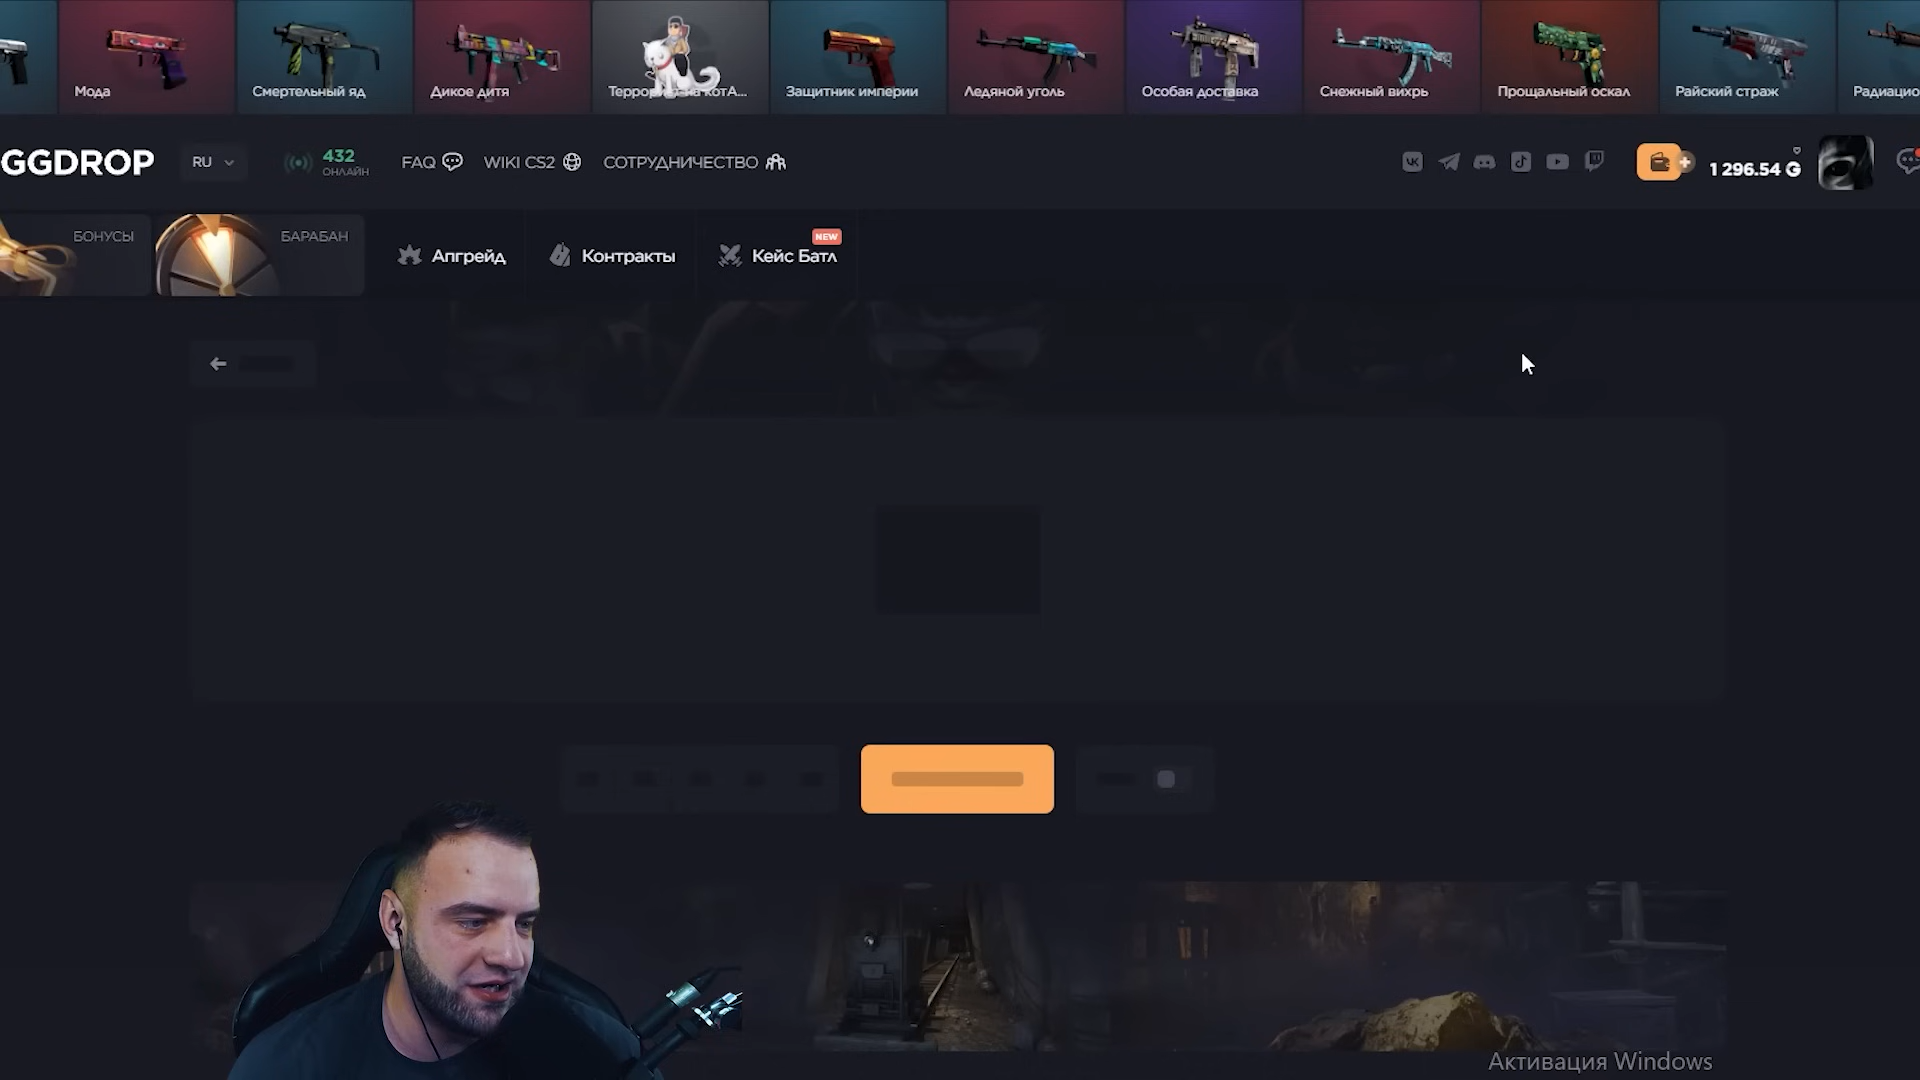 Мода
Смертельный яд
Дикое дитя
Защитник империи
Ледяной уголь
Особая доставка
Снежный вихрь
Прощальный оскал
Райский страж
Радиацио
GGDROP
RU
432
ОНЛАЙН
FAQ
WIKI CS2
СОТРУДНИЧЕСТВО
1 296.54
БОНУСЫ
БАРАБАН
Апгрейд
Контракты
Кейс Батл
NEW
Активация Windows